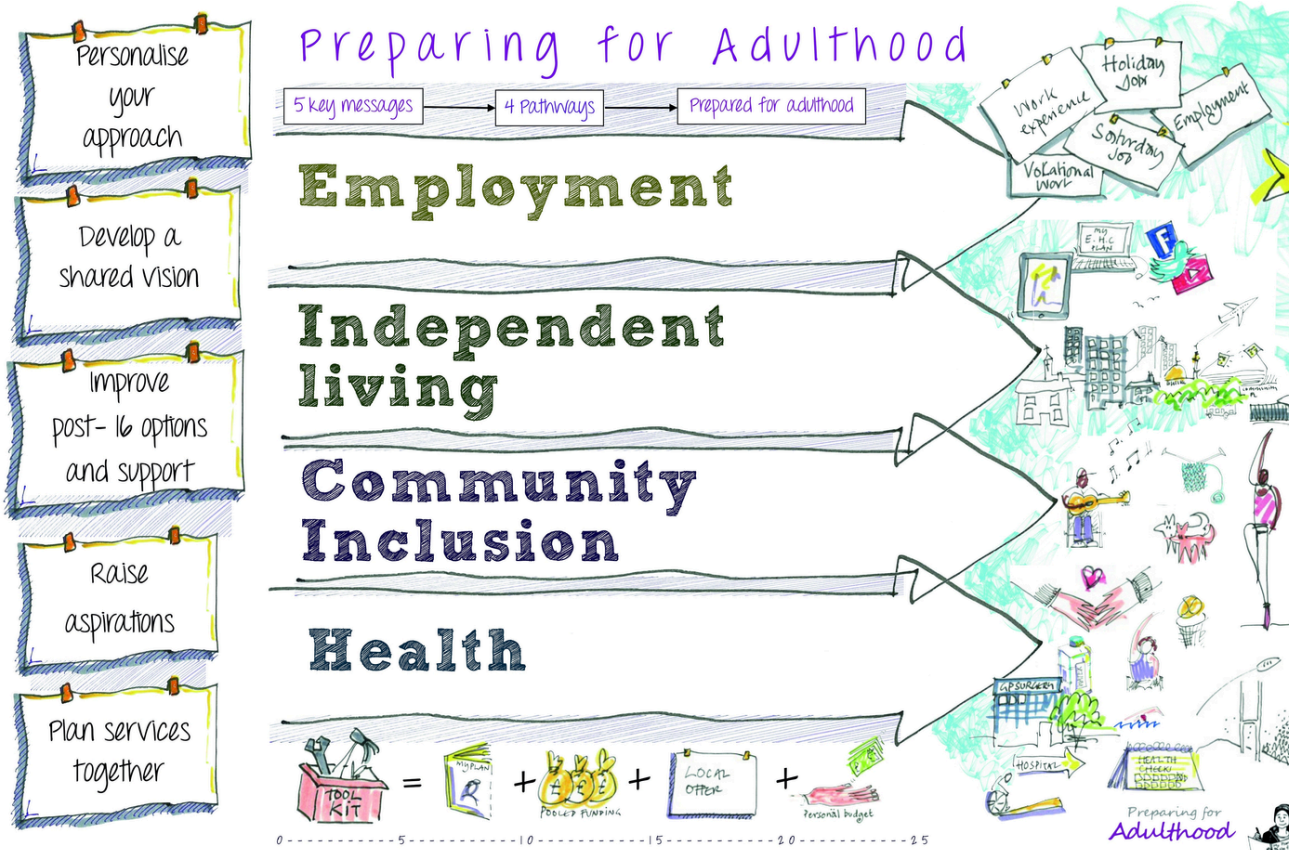 Preparing for Adulthood
5 key messages
4 Pathways
Prepared for adulthood
Personalise
your
approach
Develop a
shared vision
Improve
post-16 options
and support
Raise
aspirations
Plan services
together
Employment
Independent
living
Community
Inclusion
Health
Work
experience
Holiday
Job
Saturday
Job
Employment
Vocational
Work
MY
E.H.C
PLAN
F
GP SURGERY
HOSPITAL
HEALTH
CHECK
TOOL
KIT
=
MY PLAN
+
£ £ £
POOLED FUNDING
+
LOCAL
OFFER
+
Personal budget
0 - - - - - - - - - 5 - - - - - - - - - 10 - - - - - - - - - 15 - - - - - - - - - 20 - - - - - - - - - 25
Preparing for
Adulthood